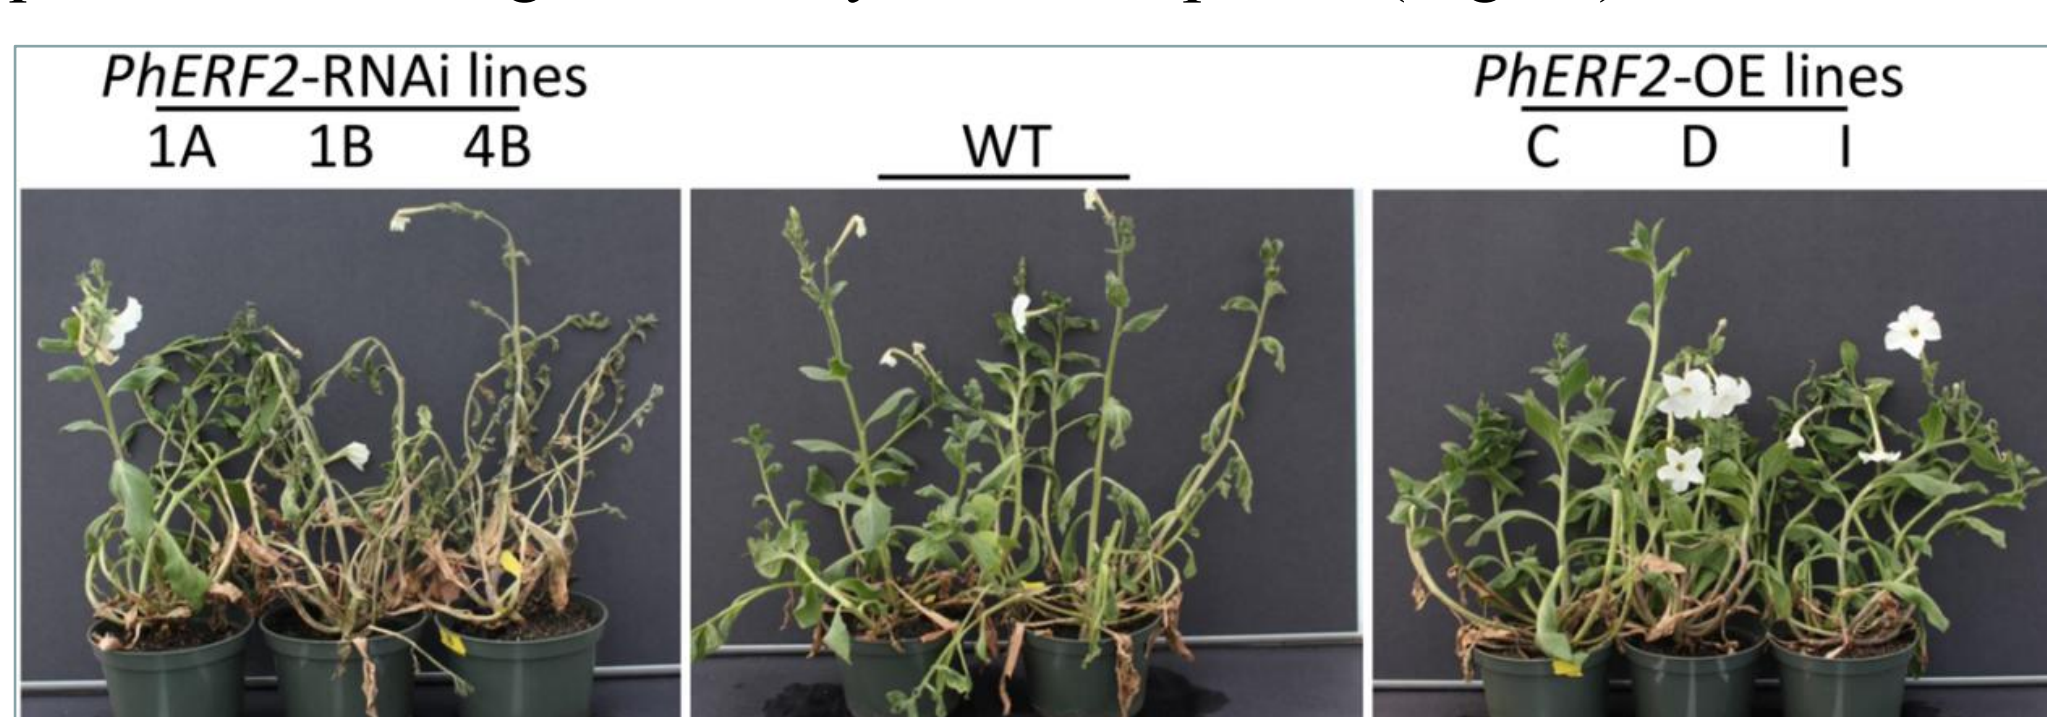 PhERF2-RNAi lines
1A 1B 4B
WT
PhERF2-OE lines
C D I